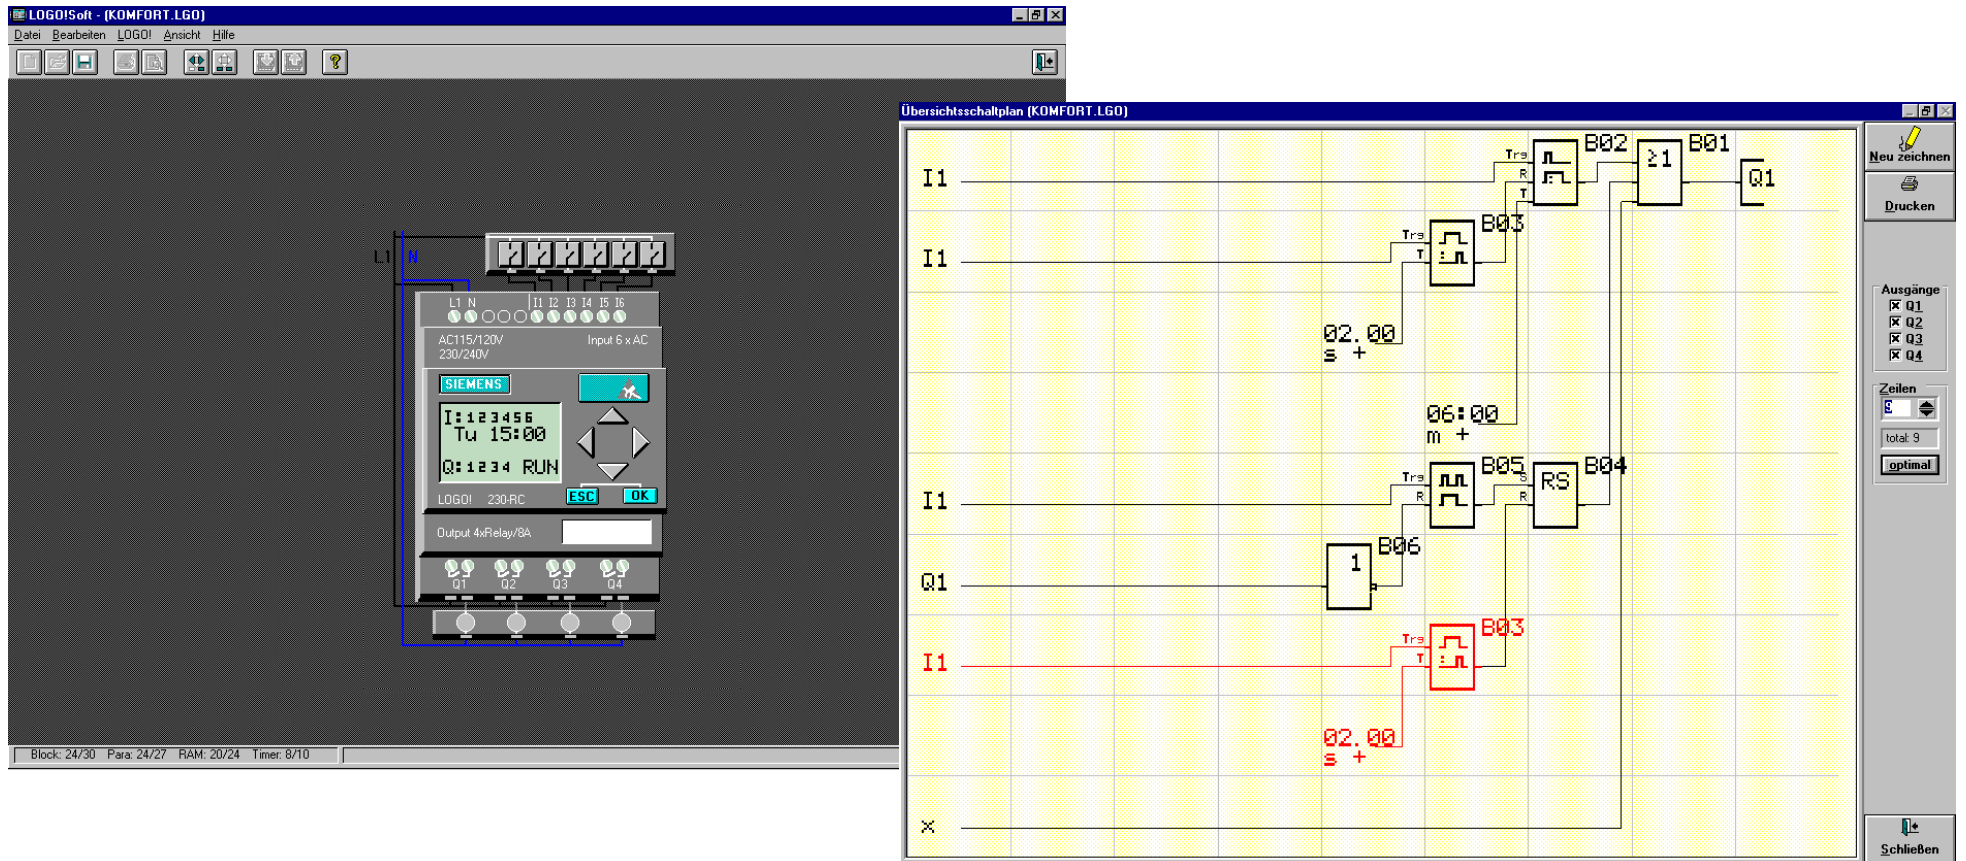 LOGO!Soft - (KOMFORT.LGO)
Datei Bearbeiten LOGO! Ansicht Hilfe
L1 N
L1 N I1 I2 I3 I4 I5 I6
AC115/120V Input 6 x AC
230/240V
SIEMENS
I:123456
Tu 15:00
Q:1234 RUN
ESC OK
LOGO! 230-RC
Output 4xRelay/8A
Q1 Q2 Q3 Q4
Block: 24/30 Para: 24/27 RAM: 20/24 Timer: 8/10
Übersichtsschaltplan (KOMFORT.LGO)
B02 B01
Trg ≥1
I1 R Q1
T
B03
Trg
I1 T
02.00
s +
06:00
m +
B05 B04
Trg S RS
I1 R R
B06
1
Q1
B03
Trg
I1 T
02.00
s +
x
Neu zeichnen
Drucken
Ausgänge
Q1
Q2
Q3
Q4
Zeilen
9
total: 9
optimal
Schließen